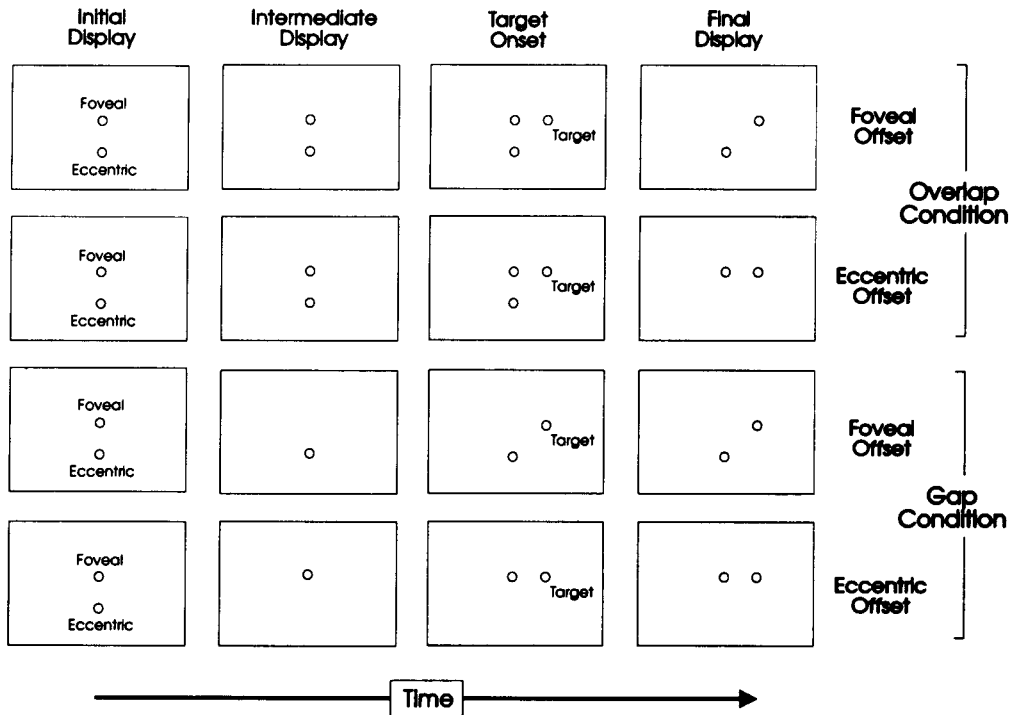 Initial
Display
Intermediate
Display
Target
Onset
Final
Display
Foveal
Eccentric
Target
Foveal
Offset
Foveal
Eccentric
Target
Eccentric
Offset
Overlap
Condition
Foveal
Eccentric
Target
Foveal
Offset
Foveal
Eccentric
Target
Eccentric
Offset
Gap
Condition
Time